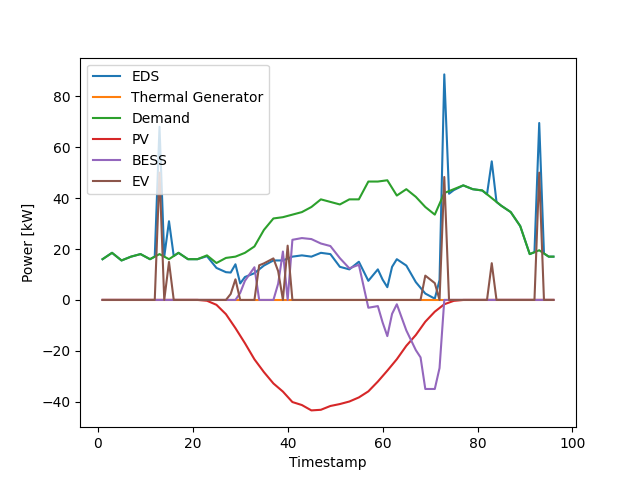 EDS
Thermal Generator
Demand
PV
BESS
EV
Power [kW]
80
60
40
20
0
−20
−40
0 20 40 60 80 100
Timestamp